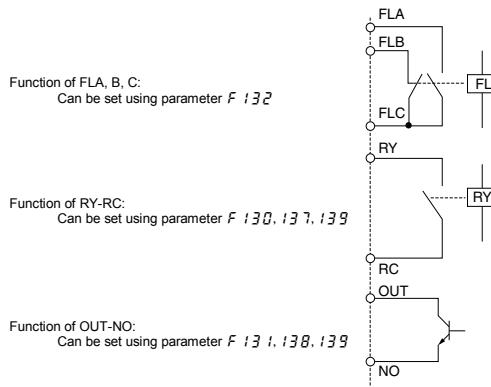 FLA
FLB
Function of FLA, B, C:
Can be set using parameter F 132
FL
FLC
RY
Function of RY-RC:
Can be set using parameter F 130, 137, 139
RY
RC
OUT
Function of OUT-NO:
Can be set using parameter F 131, 138, 139
NO